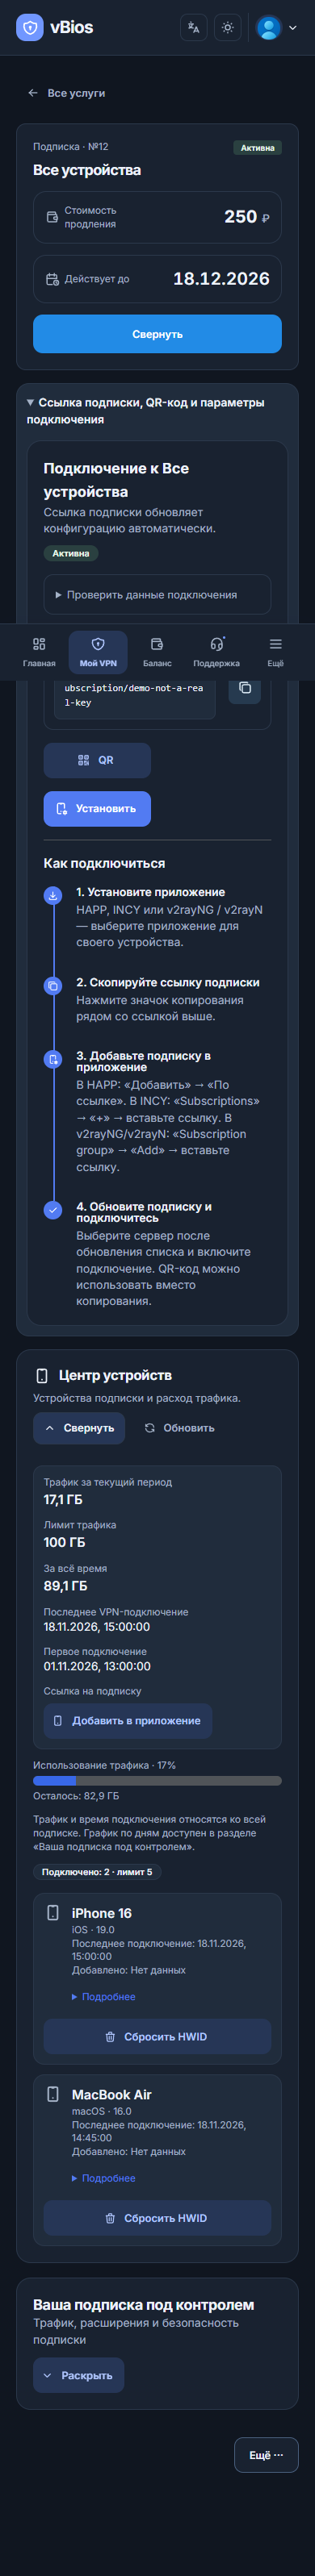 vBios
Все услуги
Подписка · №12
Активна
Все устройства
Стоимость
продления
250 ₽
Действует до
18.12.2026
Свернуть
▼ Ссылка подписки, QR-код и параметры
подключения
Подключение к Все
устройства
Ссылка подписки обновляет
конфигурацию автоматически.
Активна
▶ Проверить данные подключения
Главная
Мой VPN
Баланс
Поддержка
Ещё
ubscription/demo-not-a-rea
l-key
QR
Установить
Как подключиться
1. Установите приложение
HAPP, INCY или v2rayNG / v2rayN
— выберите приложение для
своего устройства.
2. Скопируйте ссылку подписки
Нажмите значок копирования
рядом со ссылкой выше.
3. Добавьте подписку в
приложение
В HAPP: «Добавить» → «По
ссылке». В INCY: «Subscriptions»
→ «+» → вставьте ссылку. В
v2rayNG/v2rayN: «Subscription
group» → «Add» → вставьте
ссылку.
4. Обновите подписку и
подключитесь
Выберите сервер после
обновления списка и включите
подключение. QR-код можно
использовать вместо
копирования.
Центр устройств
Устройства подписки и расход трафика.
Свернуть
Обновить
Трафик за текущий период
17,1 ГБ
Лимит трафика
100 ГБ
За всё время
89,1 ГБ
Последнее VPN-подключение
18.11.2026, 15:00:00
Первое подключение
01.11.2026, 13:00:00
Ссылка на подписку
Добавить в приложение
Использование трафика · 17%
Осталось: 82,9 ГБ
Трафик и время подключения относятся ко всей
подписке. График по дням доступен в разделе
«Ваша подписка под контролем».
Подключено: 2 · лимит 5
iPhone 16
iOS · 19.0
Последнее подключение: 18.11.2026,
15:00:00
Добавлено: Нет данных
▶ Подробнее
Сбросить HWID
MacBook Air
macOS · 16.0
Последнее подключение: 18.11.2026,
14:45:00
Добавлено: Нет данных
▶ Подробнее
Сбросить HWID
Ваша подписка под контролем
Трафик, расширения и безопасность
подписки
Раскрыть
Ещё ···